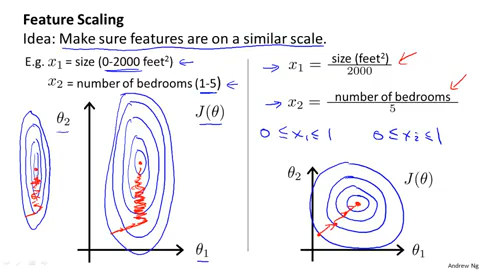 Feature Scaling
Idea: Make sure features are on a similar scale.
E.g. x₁ = size (0-2000 feet²)
x₂ = number of bedrooms (1-5)
x₁ = size (feet²) / 2000
x₂ = number of bedrooms / 5
0 ≤ x₁ ≤ 1 0 ≤ x₂ ≤ 1
θ₂ J(θ)
θ₁
θ₂ J(θ)
θ₁
Andrew Ng